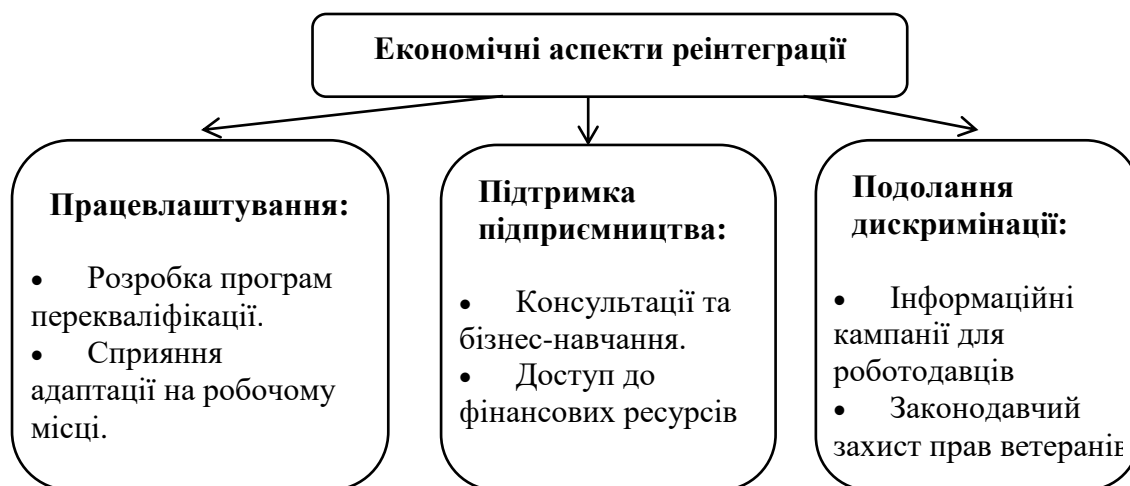 Економічні аспекти реінтеграції
Працевлаштування:
• Розробка програм
перекваліфікації.
• Сприяння
адаптації на робочому
місці.
Підтримка
підприємництва:
• Консультації та
бізнес-навчання.
• Доступ до
фінансових ресурсів
Подолання
дискримінації:
• Інформаційні
кампанії для
роботодавців
• Законодавчий
захист прав ветеранів